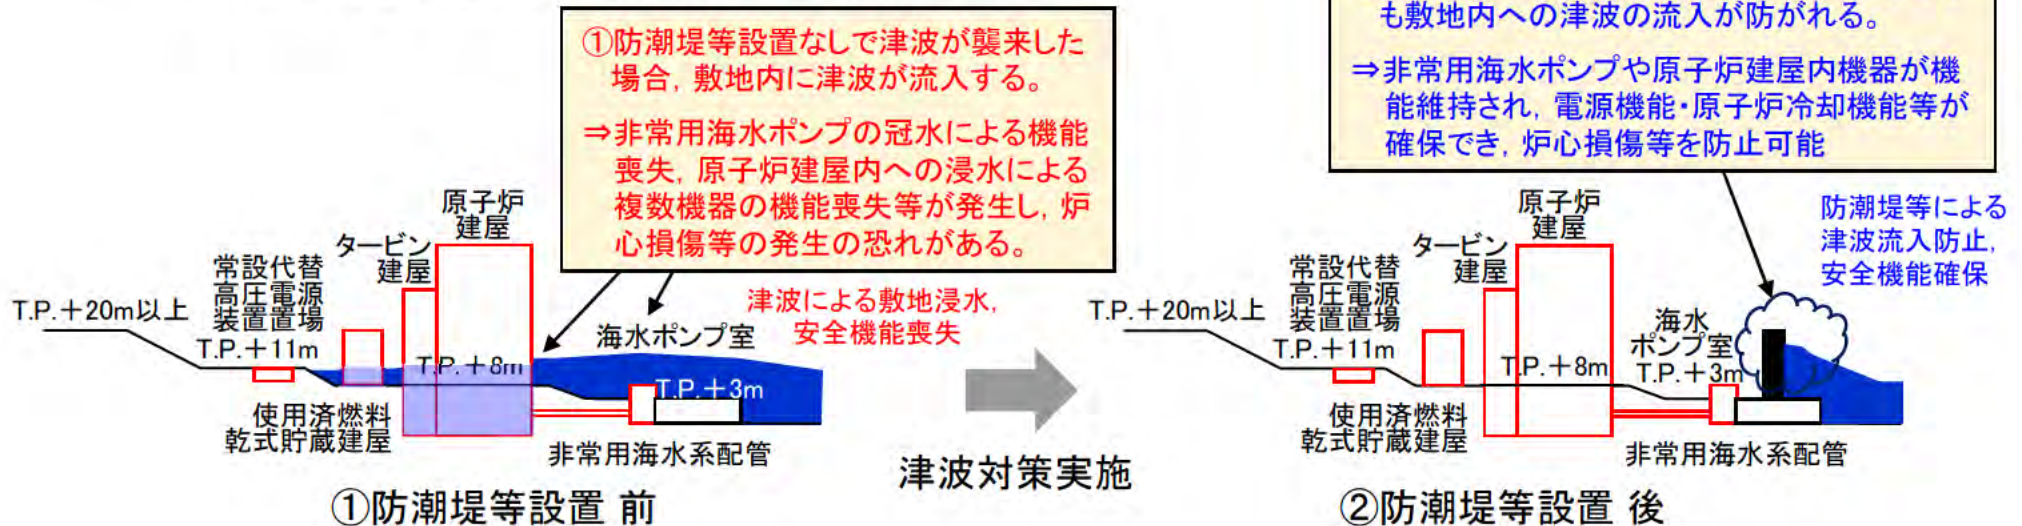 ①防潮堤等設置なしで津波が襲来した
場合, 敷地内に津波が流入する。
⇒非常用海水ポンプの冠水による機能
喪失, 原子炉建屋内への浸水による
複数機器の機能喪失等が発生し, 炉
心損傷等の発生の恐れがある。
原子炉
建屋
タービン
建屋
常設代替
高圧電源
装置置場
T.P.＋20m以上
T.P.＋11m
T.P.＋8m
海水ポンプ室
T.P.＋3m
津波による敷地浸水,
安全機能喪失
使用済燃料
乾式貯蔵建屋
非常用海水系配管
①防潮堤等設置 前
津波対策実施
も敷地内への津波の流入が防がれる。
⇒非常用海水ポンプや原子炉建屋内機器が機
能維持され, 電源機能・原子炉冷却機能等が
確保でき, 炉心損傷等を防止可能
防潮堤等による
津波流入防止,
安全機能確保
原子炉
建屋
タービン
建屋
常設代替
高圧電源
装置置場
T.P.＋20m以上
T.P.＋11m
T.P.＋8m
海水
ポンプ室
T.P.＋3m
使用済燃料
乾式貯蔵建屋
非常用海水系配管
②防潮堤等設置 後